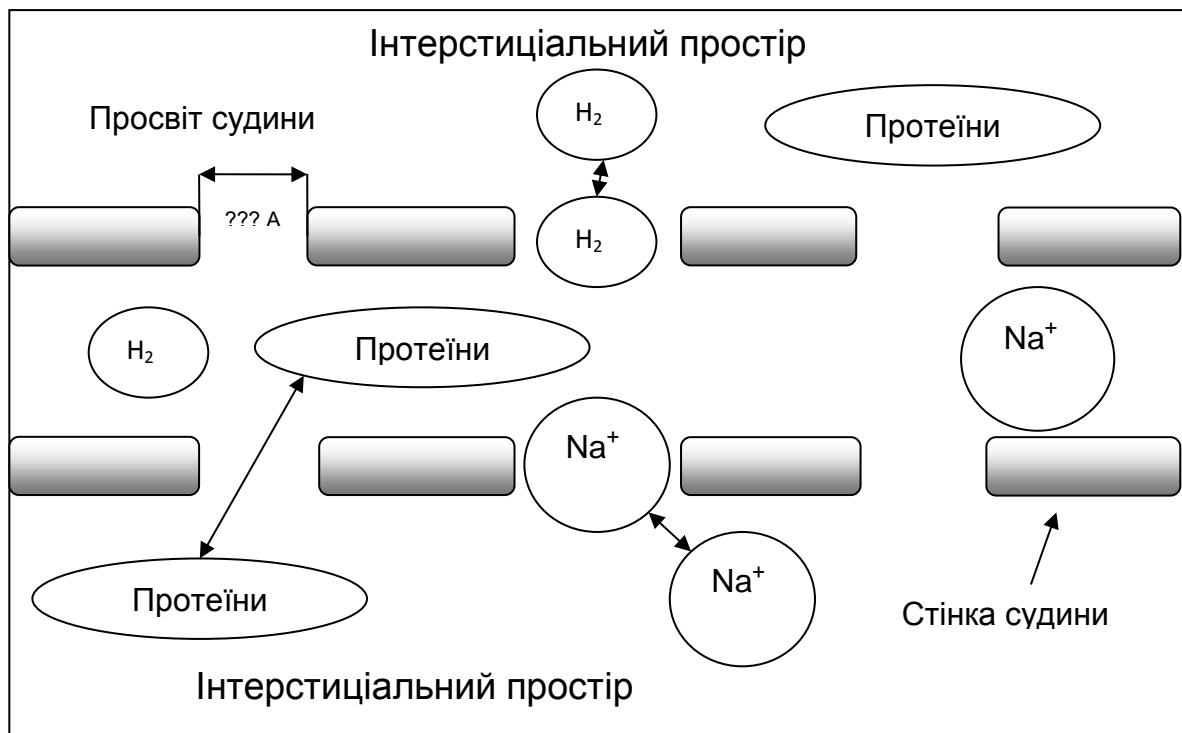 Інтерстиціальний простір
Просвіт судини
H₂
Протеїни
??? А
H₂
H₂
Протеїни
Na⁺
Na⁺
Na⁺
Протеїни
Стінка судини
Інтерстиціальний простір